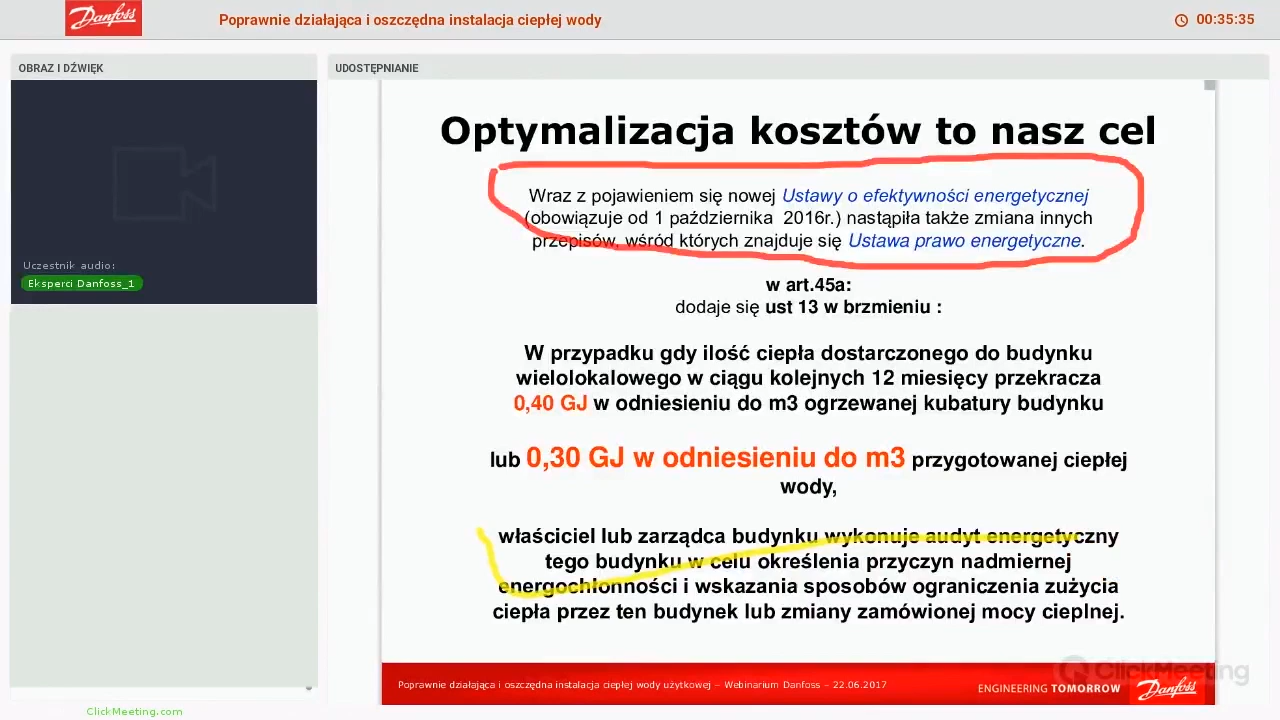 Danfoss
Poprawnie działająca i oszczędna instalacja ciepłej wody
00:35:35
OBRAZ I DŹWIĘK
UDOSTĘPNIANIE
Uczestnik audio:
Eksperci Danfoss_1
Optymalizacja kosztów to nasz cel
Wraz z pojawieniem się nowej Ustawy o efektywności energetycznej
(obowiązuje od 1 października 2016r.) nastąpiła także zmiana innych
przepisów, wśród których znajduje się Ustawa prawo energetyczne.
w art.45a:
dodaje się ust 13 w brzmieniu :
W przypadku gdy ilość ciepła dostarczonego do budynku
wielolokalowego w ciągu kolejnych 12 miesięcy przekracza
0,40 GJ w odniesieniu do m3 ogrzewanej kubatury budynku
lub 0,30 GJ w odniesieniu do m3 przygotowanej ciepłej
wody,
właściciel lub zarządca budynku wykonuje audyt energetyczny
tego budynku w celu określenia przyczyn nadmiernej
energochłonności i wskazania sposobów ograniczenia zużycia
ciepła przez ten budynek lub zmiany zamówionej mocy cieplnej.
Poprawnie działająca i oszczędna instalacja ciepłej wody użytkowej – Webinarium Danfoss – 22.06.2017
ENGINEERING TOMORROW
Danfoss
ClickMeeting
ClickMeeting.com